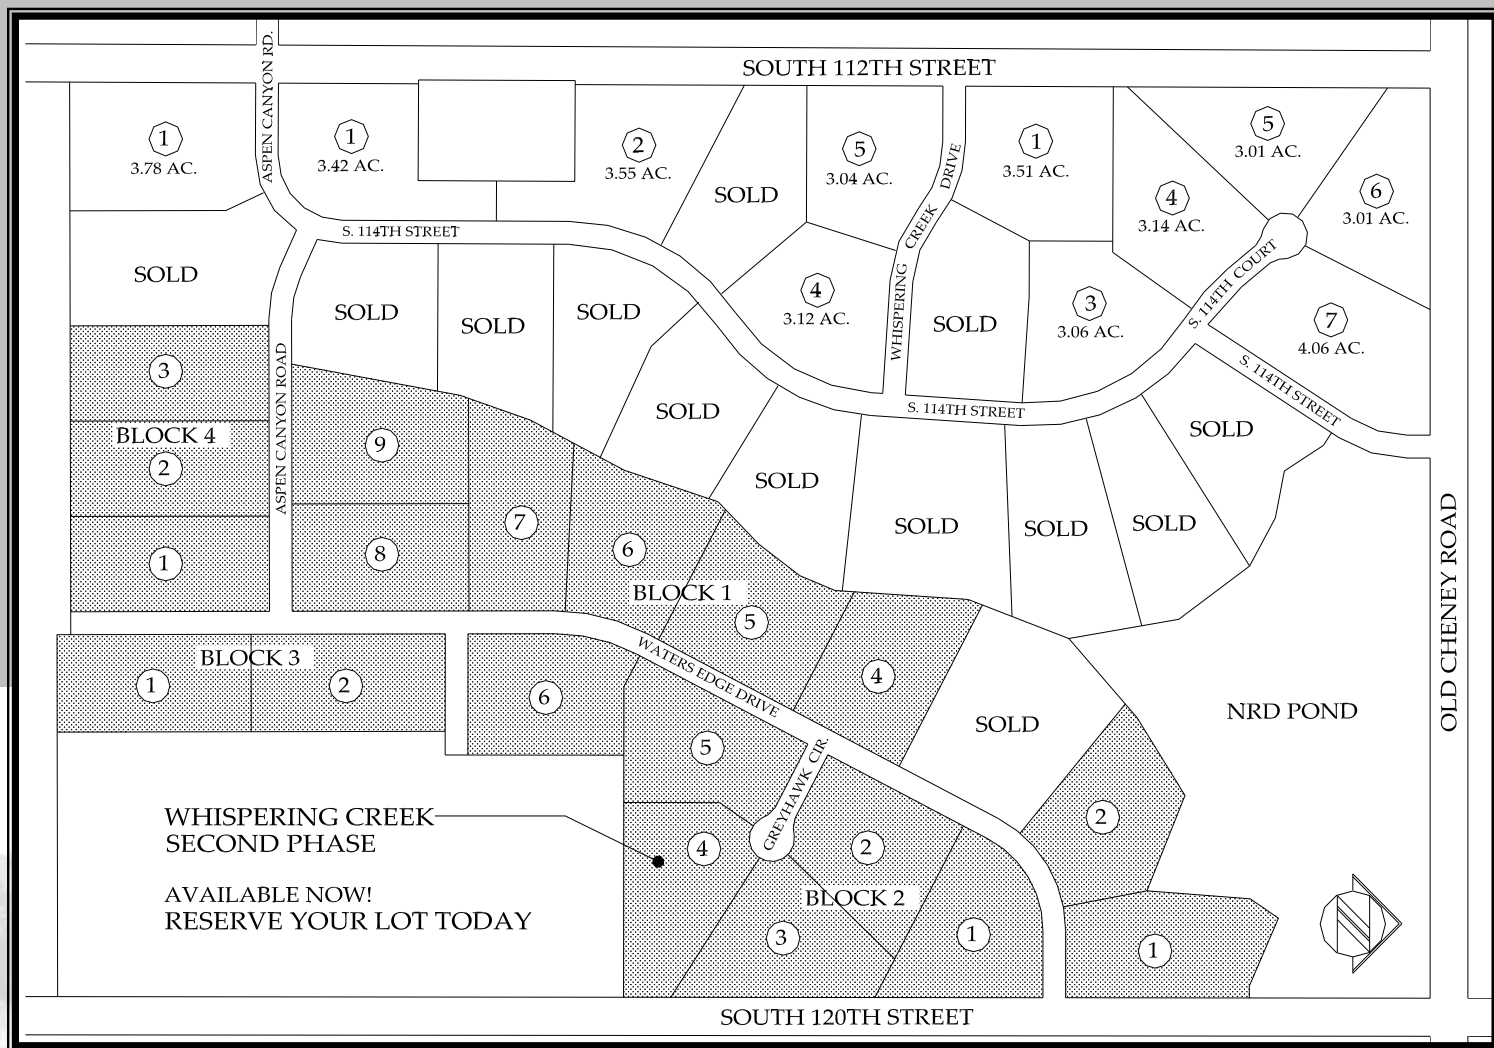 ASPEN CANYON RD.
SOUTH 112TH STREET
1
3.78 AC.
1
3.42 AC.
2
3.55 AC.
SOLD
5
3.04 AC.
WHISPERING CREEK DRIVE
1
3.51 AC.
4
3.14 AC.
5
3.01 AC.
6
3.01 AC.
S. 114TH STREET
SOLD
SOLD
SOLD
SOLD
4
3.12 AC.
SOLD
3
3.06 AC.
S. 114TH COURT
7
4.06 AC.
S. 114TH STREET
3
BLOCK 4
2
1
ASPEN CANYON ROAD
9
8
7
6
SOLD
S. 114TH STREET
SOLD
SOLD
SOLD
SOLD
SOLD
OLD CHENEY ROAD
BLOCK 1
5
4
BLOCK 3
1
2
6
WATERS EDGE DRIVE
5
SOLD
NRD POND
GREYHAWK CIR.
2
WHISPERING CREEK
SECOND PHASE
AVAILABLE NOW!
RESERVE YOUR LOT TODAY
4
2
BLOCK 2
3
1
1
SOUTH 120TH STREET